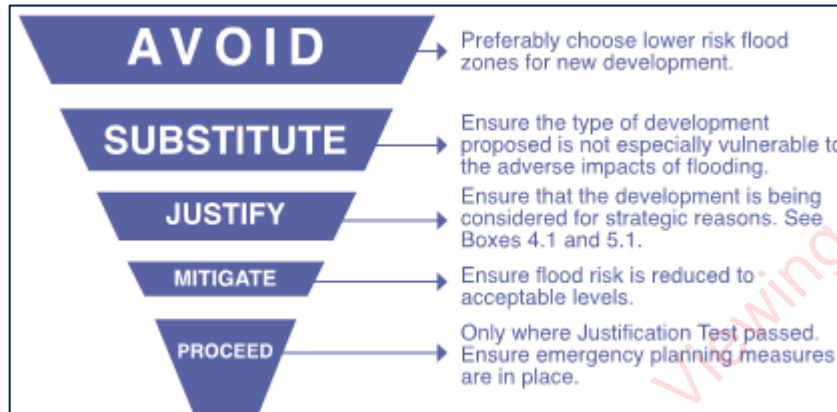 AVOID
Preferably choose lower risk flood
zones for new development.
SUBSTITUTE
Ensure the type of development
proposed is not especially vulnerable to
the adverse impacts of flooding.
JUSTIFY
Ensure that the development is being
considered for strategic reasons. See
Boxes 4.1 and 5.1.
MITIGATE
Ensure flood risk is reduced to
acceptable levels.
PROCEED
Only where Justification Test passed.
Ensure emergency planning measures
are in place.
Viewing